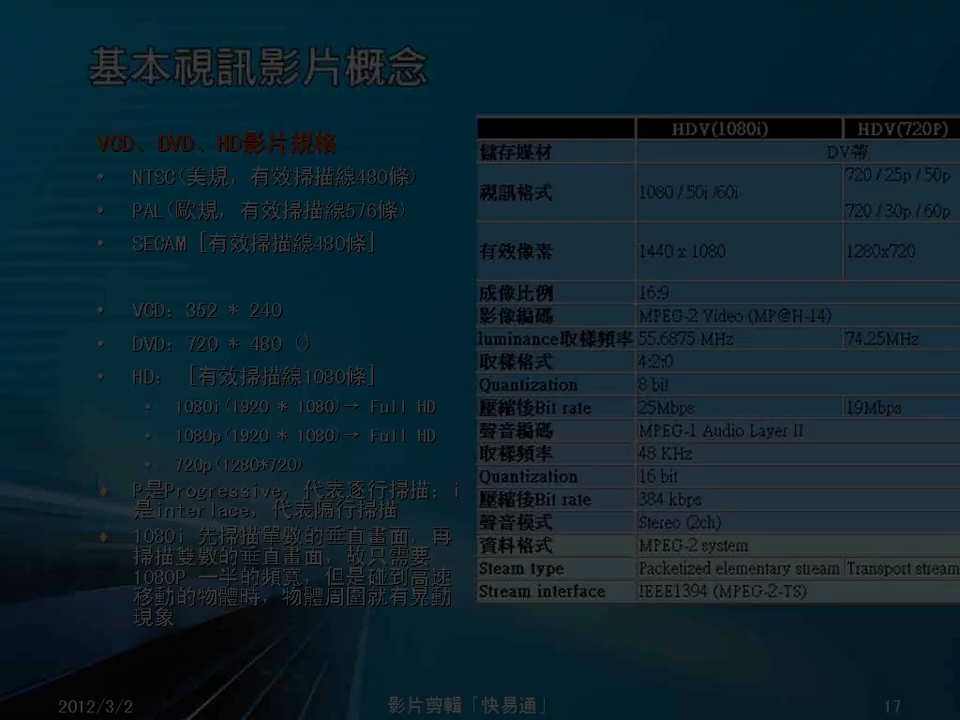 基本視訊影片概念
VCD、DVD、HD影片規格
• NTSC(美規, 有效掃描線480條)
• PAL(歐規, 有效掃描線576條)
• SECAM [有效掃描線480條]
• VCD: 352 * 240
• DVD: 720 * 480 ()
• HD: [有效掃描線1080條]
• 1080i(1920 * 1080)→ Full HD
• 1080p(1920 * 1080)→ Full HD
• 720p(1280*720)
♦ P是Progressive, 代表逐行掃描; i
是interlace, 代表隔行掃描
♦ 1080i 先掃描單數的垂直畫面, 再
掃描雙數的垂直畫面, 故只需要
1080P 一半的頻寬, 但是碰到高速
移動的物體時, 物體周圍就有晃動
現象
HDV(1080i) HDV(720P)
儲存媒材 DV帶
視訊格式 1080 / 50i /60i 720 / 25p / 50p
720 / 30p / 60p
有效像素 1440 x 1080 1280x720
成像比例 16:9
影像編碼 MPEG-2 Video (MP@H-14)
luminance取樣頻率 55.6875 MHz 74.25MHz
取樣格式 4:2:0
Quantization 8 bit
壓縮後Bit rate 25Mbps 19Mbps
聲音編碼 MPEG-1 Audio Layer II
取樣頻率 48 KHz
Quantization 16 bit
壓縮後Bit rate 384 kbps
聲音模式 Stereo (2ch)
資料格式 MPEG-2 system
Steam type Packetized elementary stream Transport stream
Stream interface IEEE1394 (MPEG-2-TS)
2012/3/2 影片剪輯「快易通」 17